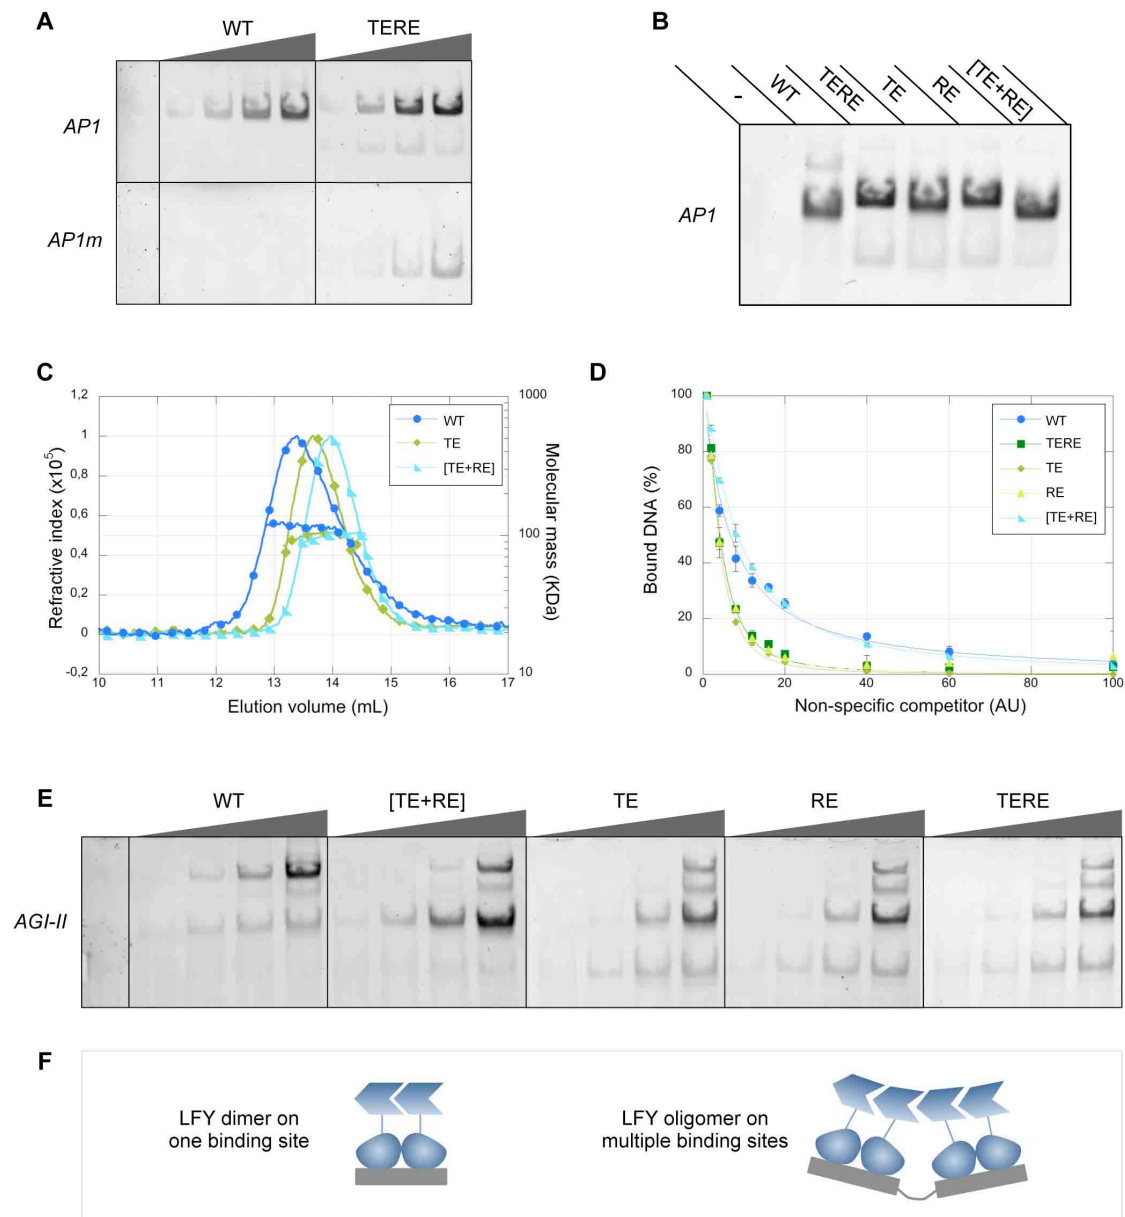 A
WT
TERE
AP1
AP1m
B
-
WT
TERE
TE
RE
[TE+RE]
AP1
C
1,2
1
0.8
0.6
0.4
0,2
0
-0,2
Refractive index (x10⁵)
10
11
12
13
14
15
16
17
Elution volume (mL)
1000
100
10
Molecular mass (KDa)
WT
TE
[TE+RE]
D
100
80
60
40
20
0
Bound DNA (%)
0
20
40
60
80
100
Non-specific competitor (AU)
WT
TERE
TE
RE
[TE+RE]
E
WT
[TE+RE]
TE
RE
TERE
AGI-II
F
LFY dimer on
one binding site
LFY oligomer on
multiple binding sites